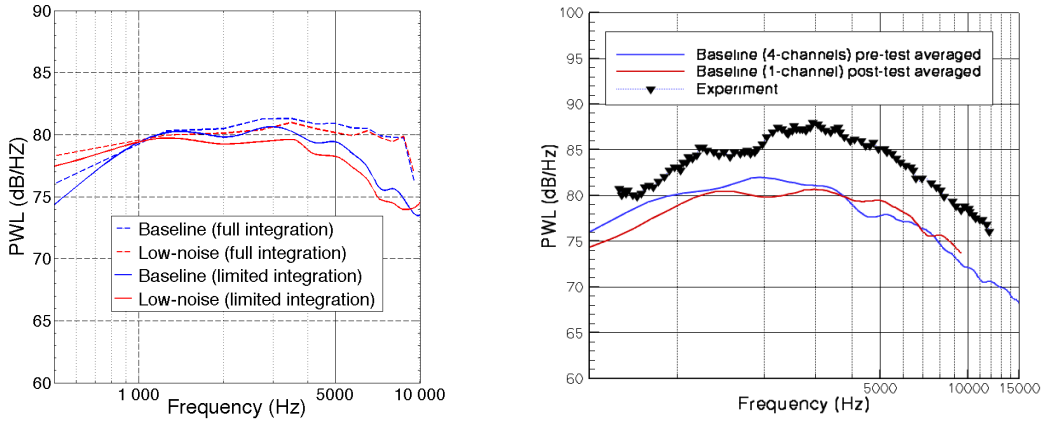 90
85
80
75
70
65
60
PWL (dB/HZ)
Baseline (full integration)
Low-noise (full integration)
Baseline (limited integration)
Low-noise (limited integration)
1 000
5000
10 000
Frequency (Hz)
100
95
90
85
80
75
70
65
60
PWL (dB/Hz)
Baseline (4-channels) pre-test averaged
Baseline (1-channel) post-test averaged
Experiment
5000
10000
15000
Frequency (Hz)